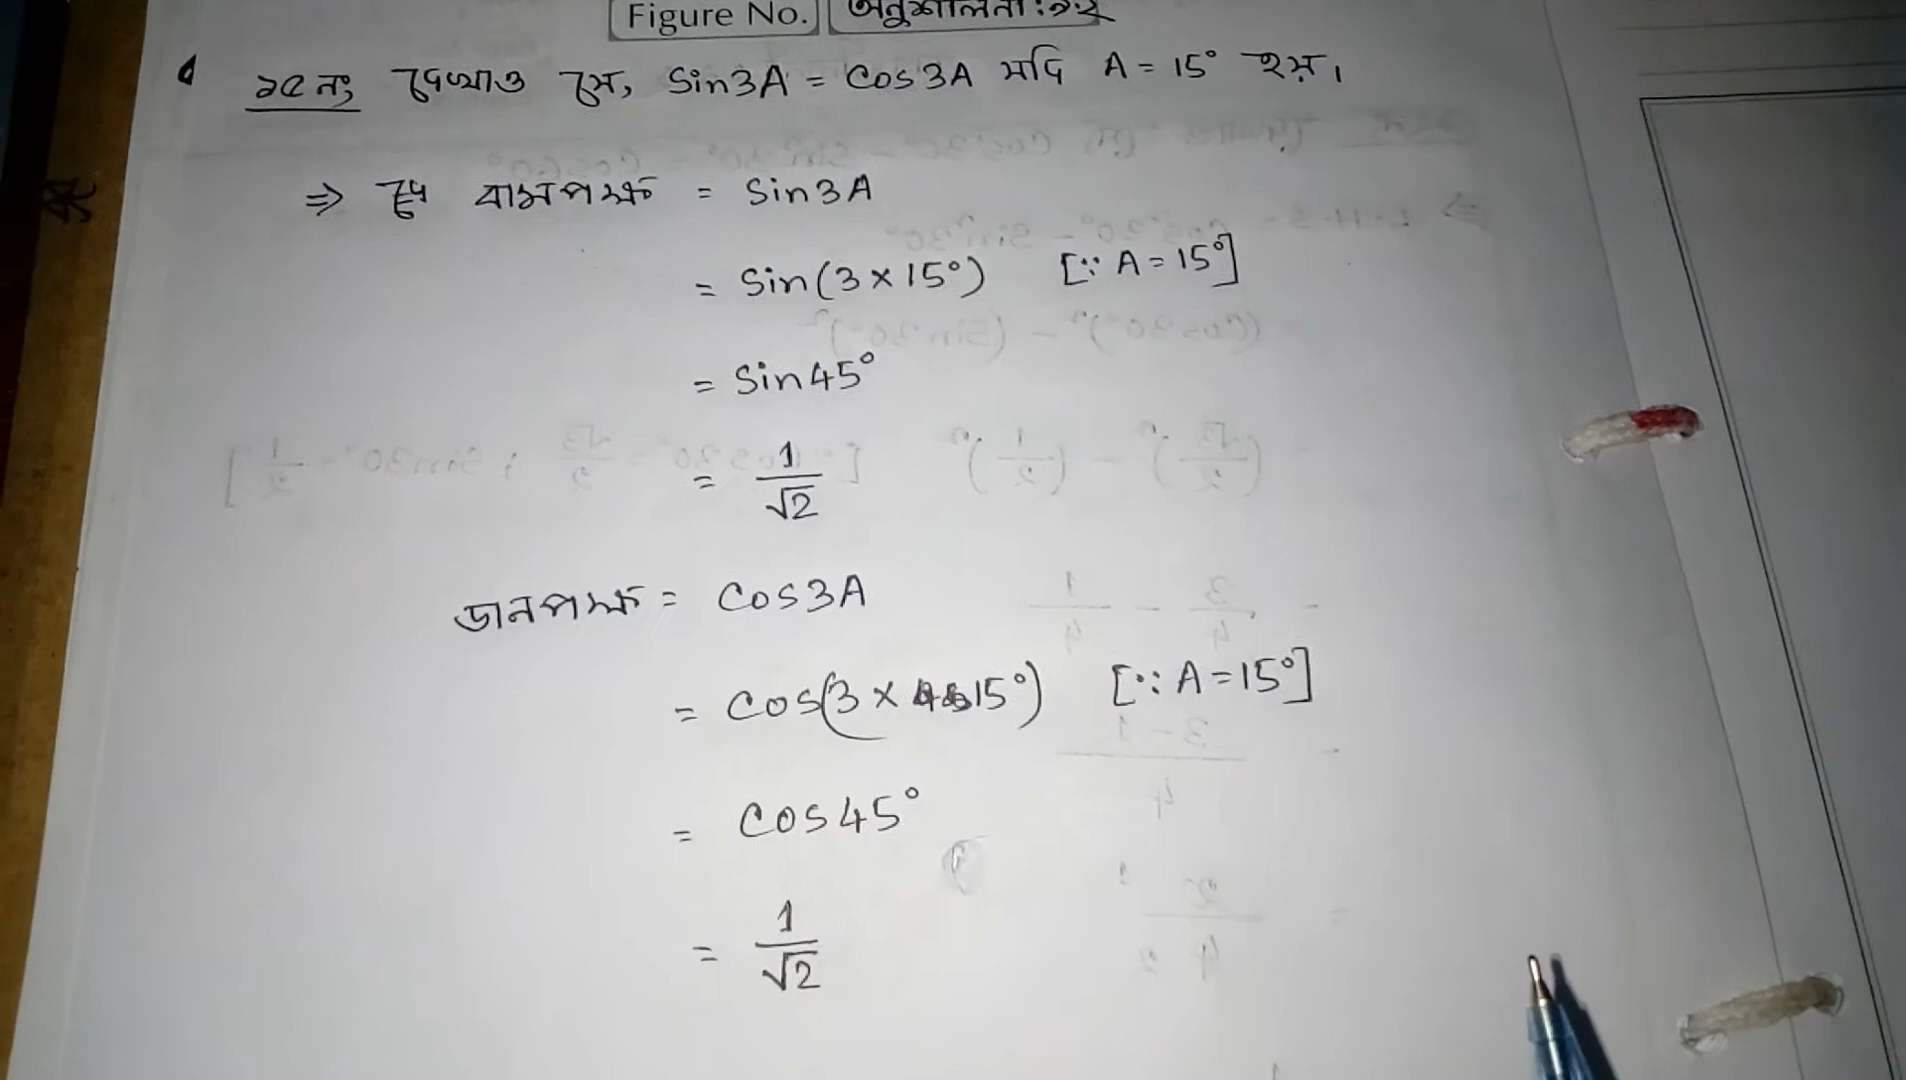 Figure No. অনুশীলনী: ৯.২
১৫ নং দেখাও যে, Sin3A = Cos3A যদি A = 15° হয়।
⇒ বামপক্ষ = Sin3A
= Sin(3×15°) [∵ A = 15°]
= Sin45°
= 1/√2
ডানপক্ষ = Cos3A
= Cos(3× 15°) [∵ A = 15°]
= Cos45°
= 1/√2